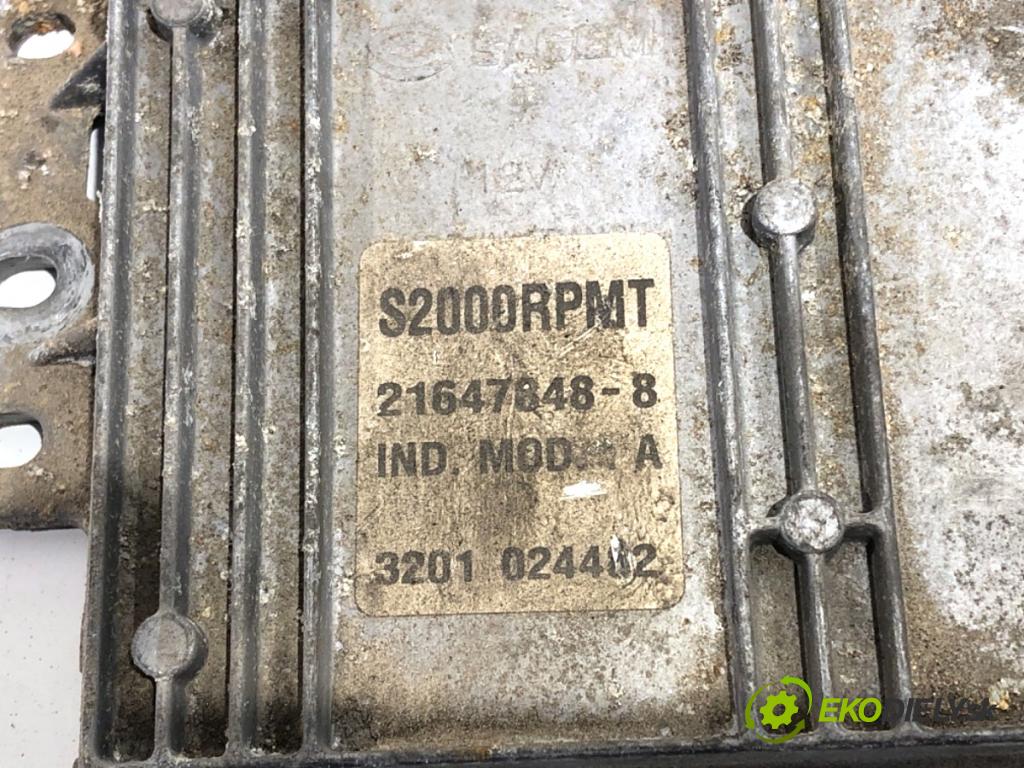 SAGEM
12V
S2000RPMT
21647848-8
IND. MOD. A
3201 024482
EKODIELY.SK